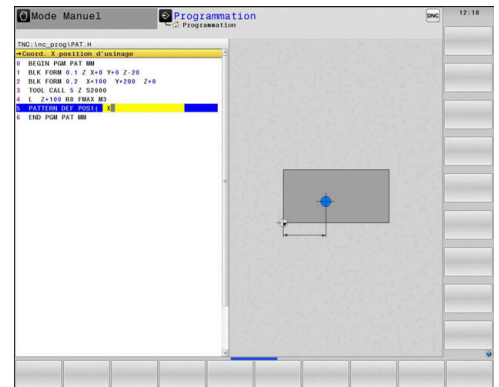 Mode Manuel
Programmation
Programmation
DNC
12:18
TNC:\nc_prog\PAT.H
→Coord. X position d'usinage
0 BEGIN PGM PAT MM
1 BLK FORM 0.1 Z X+0 Y+0 Z-20
2 BLK FORM 0.2 X+100 Y+200 Z+0
3 TOOL CALL 5 Z S2000
4 L Z+100 R0 FMAX M3
5 PATTERN DEF POS1( X
6 END PGM PAT MM